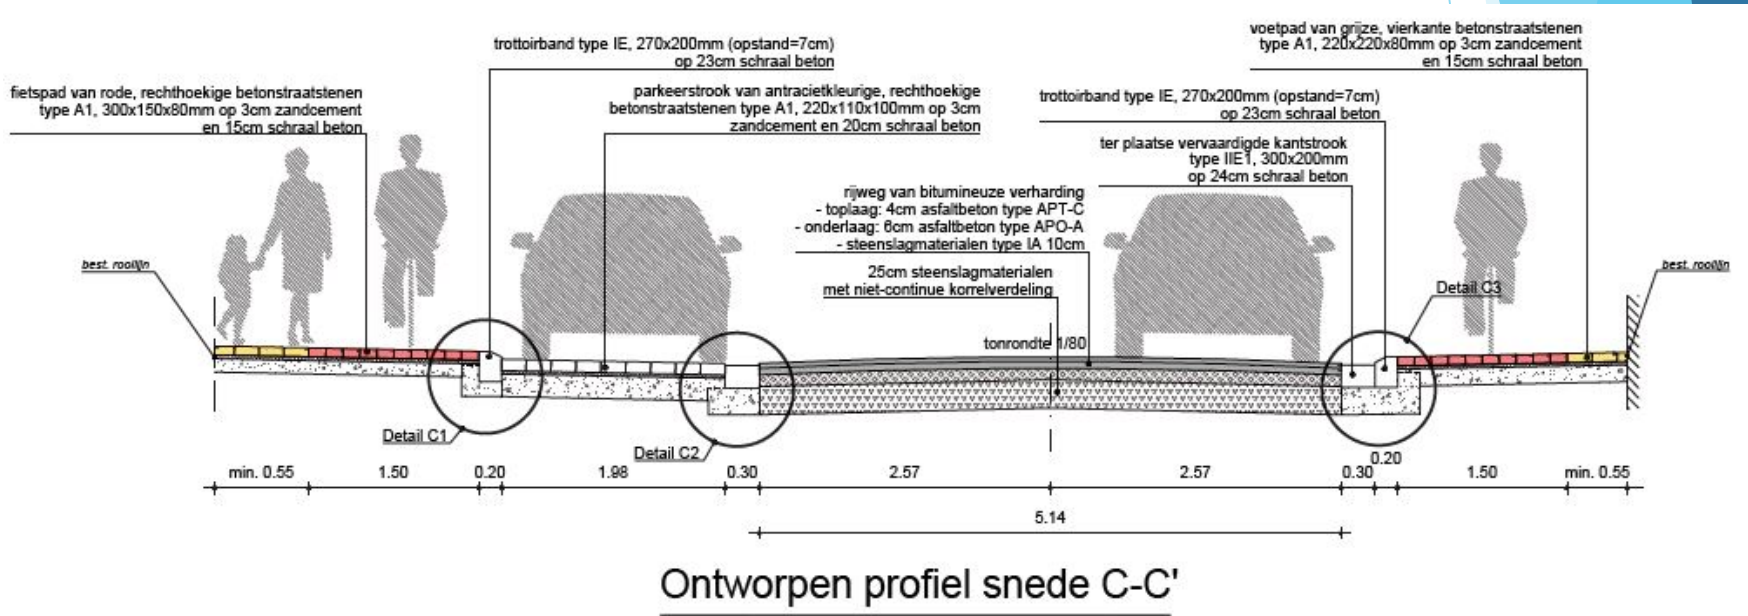 voetpad van grijze, vierkante betonstraatstenen
type A1, 220x220x80mm op 3cm zandcement
en 15cm schraal beton
trottoirband type IE, 270x200mm (opstand=7cm)
op 23cm schraal beton
fietspad van rode, rechthoekige betonstraatstenen
type A1, 300x150x80mm op 3cm zandcement
en 15cm schraal beton
parkeerstrook van antracietkleurige, rechthoekige
betonstraatstenen type A1, 220x110x100mm op 3cm
zandcement en 20cm schraal beton
trottoirband type IE, 270x200mm (opstand=7cm)
op 23cm schraal beton
ter plaatse vervaardigde kantstrook
type IIE1, 300x200mm
op 24cm schraal beton
rijweg van bitumineuze verharding
- toplaag: 4cm asfaltbeton type APT-C
- onderlaag: 6cm asfaltbeton type APO-A
- steenslagmaterialen type IA 10cm
25cm steenslagmaterialen
met niet-continue korrelverdeling
best. rooilijn
best. rooilijn
Detail C3
tonrondte 1/80
Detail C1
Detail C2
min. 0.55 1.50 0.20 1.98 0.30 2.57 2.57 0.30 0.20 1.50 min. 0.55
5.14
Ontworpen profiel snede C-C'